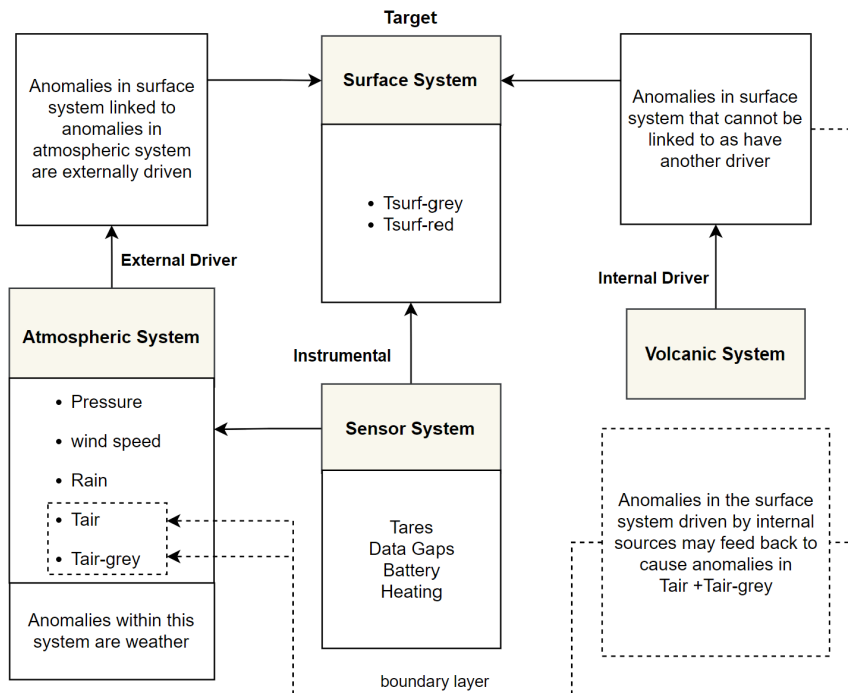 Target
Anomalies in surface
system linked to
anomalies in
atmospheric system
are externally driven
Surface System
Anomalies in surface
system that cannot be
linked to as have
another driver
Tsurf-grey
Tsurf-red
External Driver
Internal Driver
Atmospheric System
Instrumental
Volcanic System
Pressure
wind speed
Rain
Tair
Tair-grey
Sensor System
Tares
Data Gaps
Battery
Heating
Anomalies in the surface
system driven by internal
sources may feed back to
cause anomalies in
Tair +Tair-grey
Anomalies within this
system are weather
boundary layer